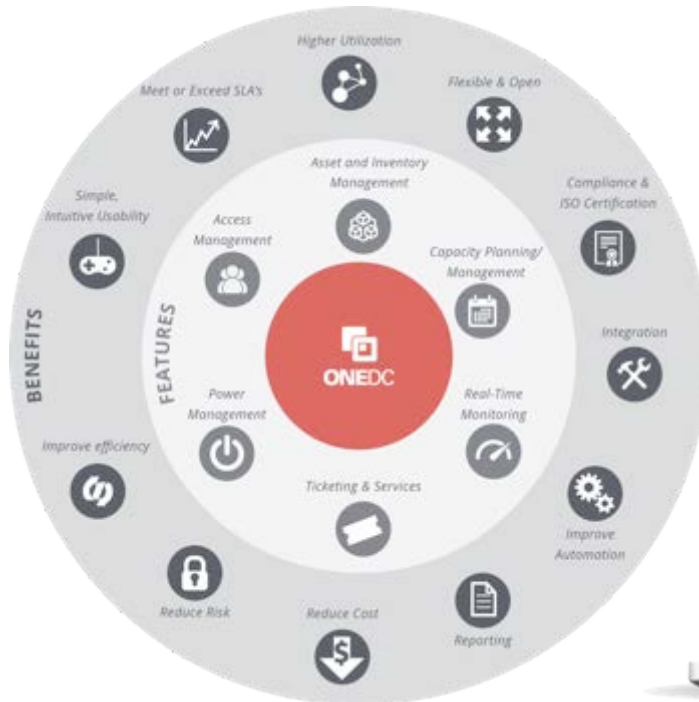 Higher Utilization
Flexible & Open
Meet or Exceed SLA's
Compliance &
ISO Certification
Simple,
Intuitive Usability
Integration
Improve efficiency
Improve
Automation
Reduce Risk
Reduce Cost
Reporting
BENEFITS
FEATURES
Asset and Inventory
Management
Access
Management
Capacity Planning/
Management
Power
Management
Real-Time
Monitoring
Ticketing & Services
ONEDC
$